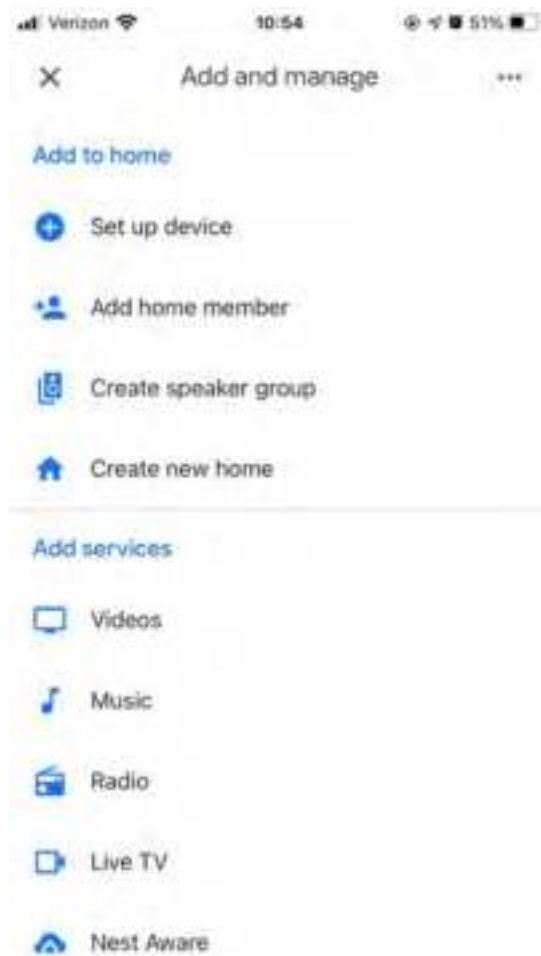 Verizon 10:54 51%
Add and manage
Add to home
Set up device
Add home member
Create speaker group
Create new home
Add services
Videos
Music
Radio
Live TV
Nest Aware